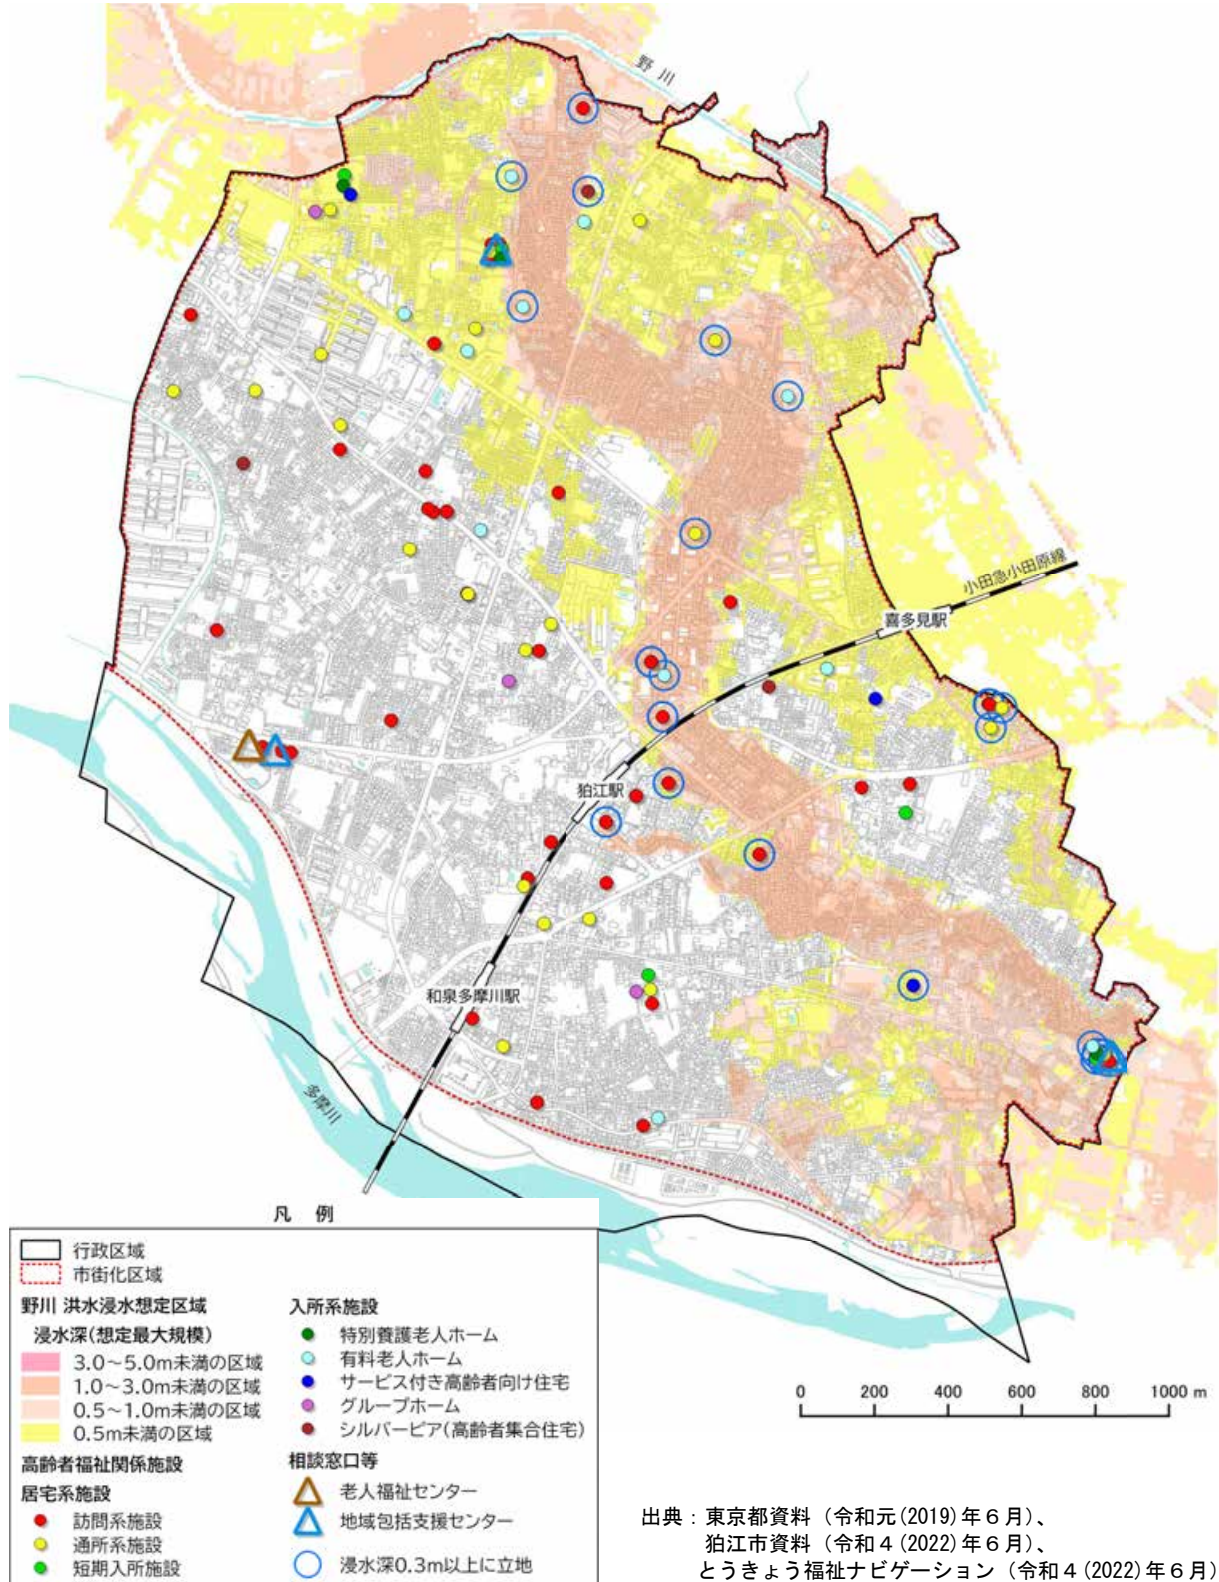 野川
小田急小田原線
喜多見駅
狛江駅
和泉多摩川駅
多摩川
凡 例
行政区域
市街化区域
野川 洪水浸水想定区域
浸水深(想定最大規模)
3.0～5.0m未満の区域
1.0～3.0m未満の区域
0.5～1.0m未満の区域
0.5m未満の区域
高齢者福祉関係施設
居宅系施設
訪問系施設
通所系施設
短期入所施設
入所系施設
特別養護老人ホーム
有料老人ホーム
サービス付き高齢者向け住宅
グループホーム
シルバーピア(高齢者集合住宅)
相談窓口等
老人福祉センター
地域包括支援センター
浸水深0.3m以上に立地
0 200 400 600 800 1000 m
出典：東京都資料（令和元(2019)年６月）、
狛江市資料（令和４(2022)年６月）、
とうきょう福祉ナビゲーション（令和４(2022)年６月）